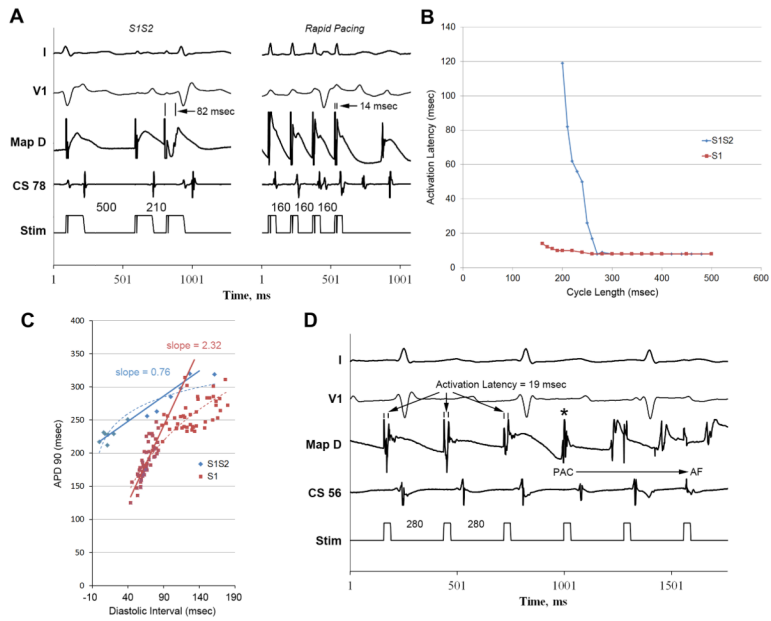 A
S1S2
Rapid Pacing
I
V1
82 msec
14 msec
Map D
CS 78
500
210
160 160 160
Stim
1
501
1001
1
501
1001
Time, ms
Time, ms
B
140
120
100
80
60
40
20
0
Activation Latency (msec)
S1S2
S1
0
100
200
300
400
500
600
Cycle Length (msec)
C
slope = 2.32
slope = 0.76
400
350
300
250
200
150
100
50
0
APD 90 (msec)
S1S2
S1
-10
40
90
140
190
Diastolic Interval (msec)
D
I
Activation Latency = 19 msec
V1
*
Map D
PAC
AF
CS 56
280
280
Stim
1
501
1001
1501
Time, ms